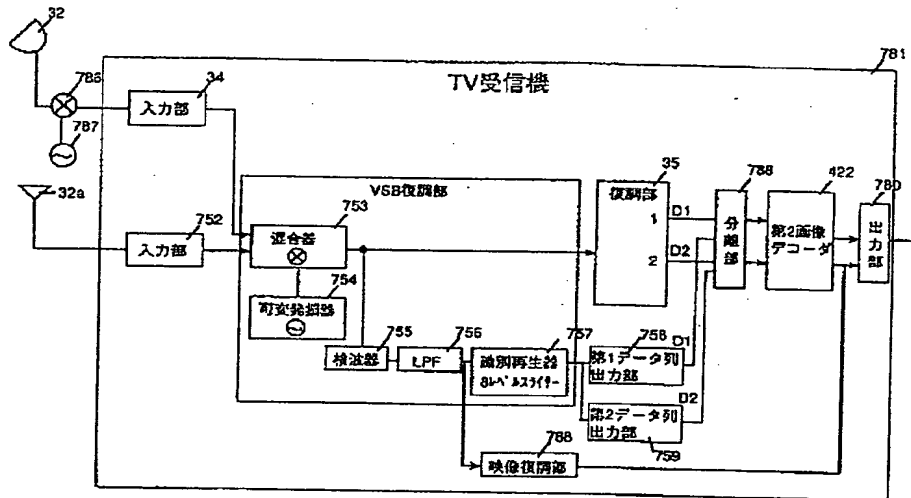 32
781
786
34
TV受信機
入力部
787
32a
35
788
422
780
VSB復調部
752
753
復調部
混合器
1
D1
分離部
第2画像
デコーダ
出力部
入力部
754
2
D2
可変発振器
755
756
757
758
D1
検波器
LPF
識別再生器
8レベルスライサー
第1データ列
出力部
D2
第2データ列
出力部
788
759
映像復調部